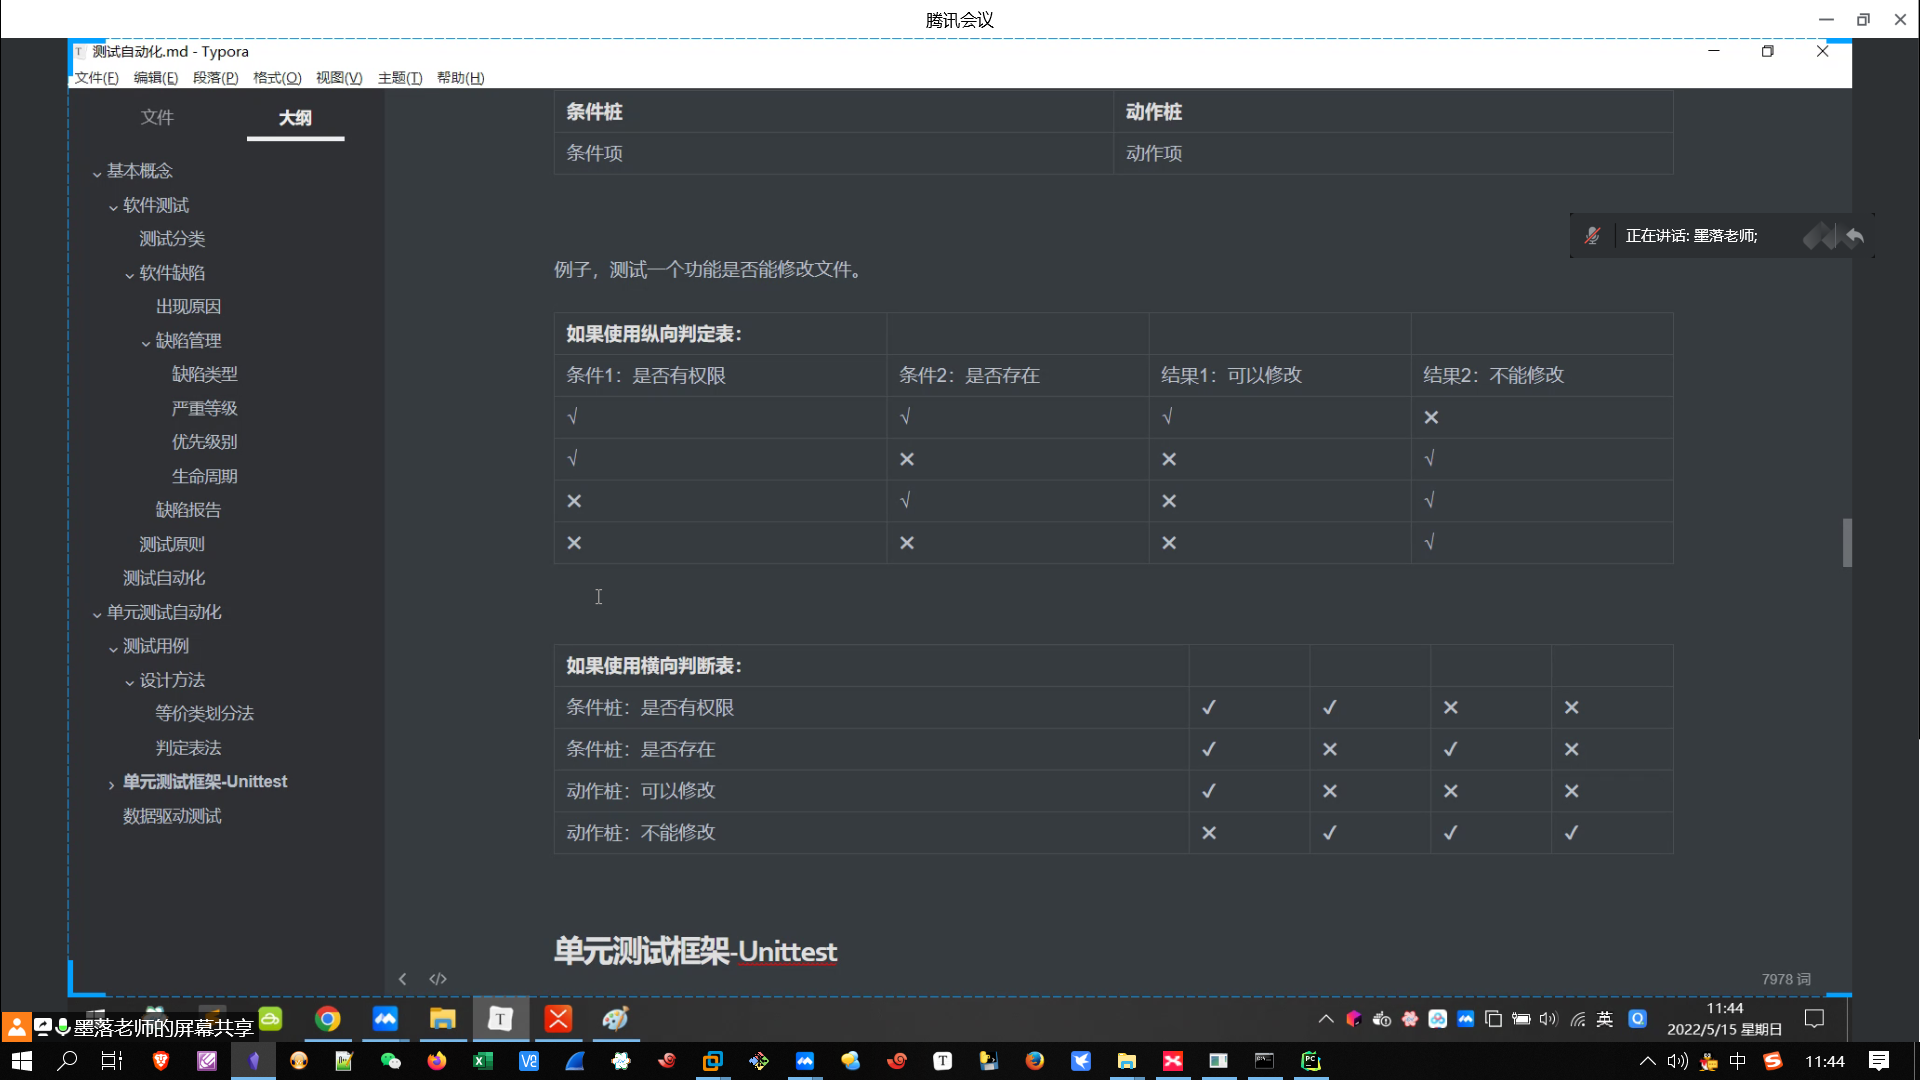 腾讯会议
测试自动化.md - Typora
文件(F) 编辑(E) 段落(P) 格式(O) 视图(V) 主题(T) 帮助(H)
文件 大纲
基本概念
软件测试
测试分类
软件缺陷
出现原因
缺陷管理
缺陷类型
严重等级
优先级别
生命周期
缺陷报告
测试原则
测试自动化
单元测试自动化
测试用例
设计方法
等价类划分法
判定表法
单元测试框架-Unittest
数据驱动测试
条件桩 动作桩
条件项 动作项
正在讲话: 墨落老师;
例子，测试一个功能是否能修改文件。
如果使用纵向判定表：
条件1：是否有权限 条件2：是否存在 结果1：可以修改 结果2：不能修改
√ √ √ ×
√ × × √
× √ × √
× × × √
如果使用横向判断表：
条件桩：是否有权限 ✓ ✓ × ×
条件桩：是否存在 ✓ × ✓ ×
动作桩：可以修改 ✓ × × ×
动作桩：不能修改 × ✓ ✓ ✓
单元测试框架-Unittest
7978 词
墨落老师的屏幕共享
英
11:44
2022/5/15 星期日
中
11:44